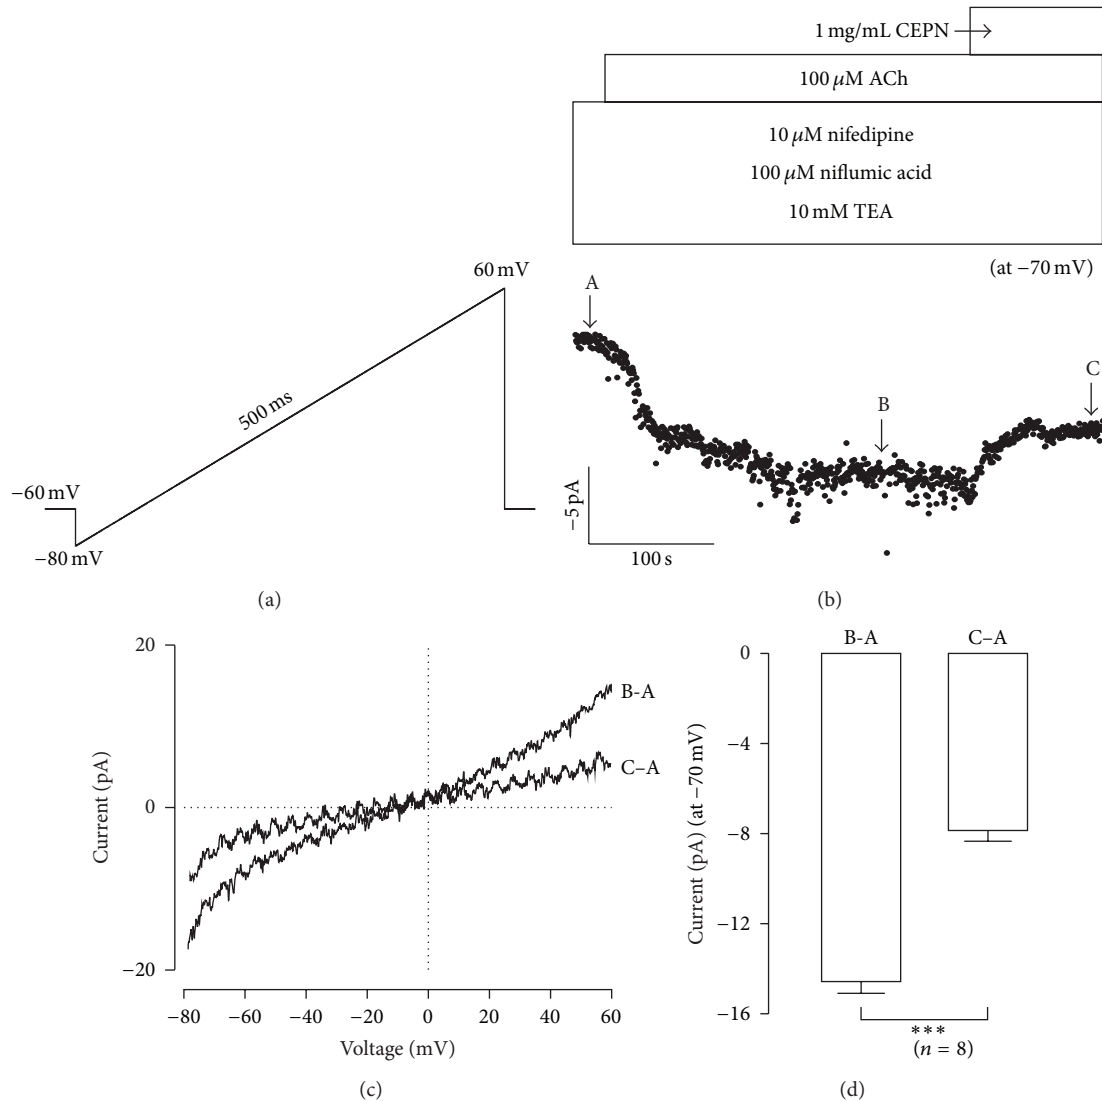 1 mg/mL CEPN
100 μM ACh
10 μM nifedipine
100 μM niflumic acid
10 mM TEA
(at −70 mV)
60 mV
500 ms
−60 mV
−80 mV
(a)
A
B
C
−5 pA
100 s
(b)
20
0
−20
Current (pA)
B-A
C–A
−80 −60 −40 −20 0 20 40 60
Voltage (mV)
(c)
B-A C–A
0
−4
−8
−12
−16
Current (pA) (at −70 mV)
***
(n = 8)
(d)